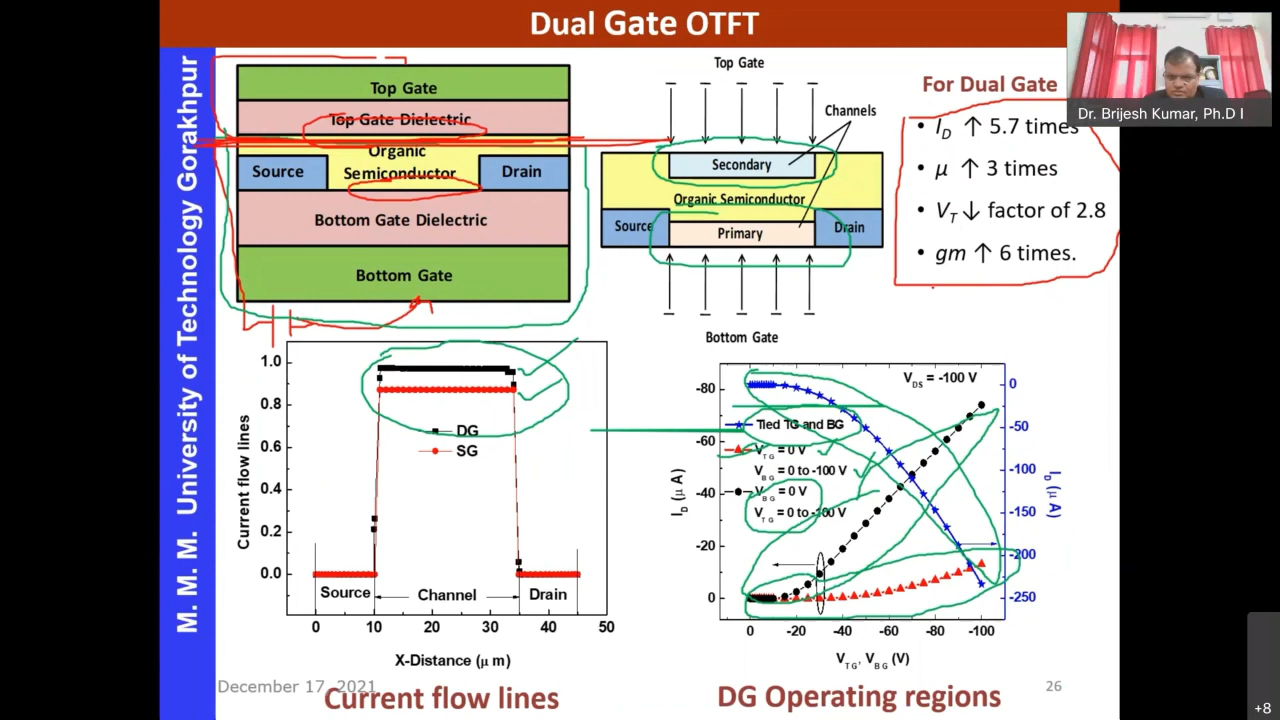 Dual Gate OTFT
M. M. M. University of Technology Gorakhpur
Top Gate
Top Gate Dielectric
Organic
Semiconductor
Source
Drain
Bottom Gate Dielectric
Bottom Gate
Top Gate
Channels
Secondary
Organic Semiconductor
Source
Primary
Drain
Bottom Gate
For Dual Gate
• I_D ↑ 5.7 times
• μ ↑ 3 times
• V_T ↓ factor of 2.8
• gm ↑ 6 times.
Dr. Brijesh Kumar, Ph.D I
Current flow lines
1.0
0.8
0.6
0.4
0.2
0.0
DG
SG
Source
Channel
Drain
0 10 20 30 40 50
X-Distance (μ m)
Current flow lines
V_DS = -100 V
I_D (μ A)
-80
-60
-40
-20
0
Tied TG and BG
V_TG = 0 V
V_BG = 0 to -100 V
V_BG = 0 V
V_TG = 0 to -100 V
0
-50
-100
-150
-200
-250
I_D (μ A)
0 -20 -40 -60 -80 -100
V_TG, V_BG (V)
DG Operating regions
December 17, 2021
26
+8